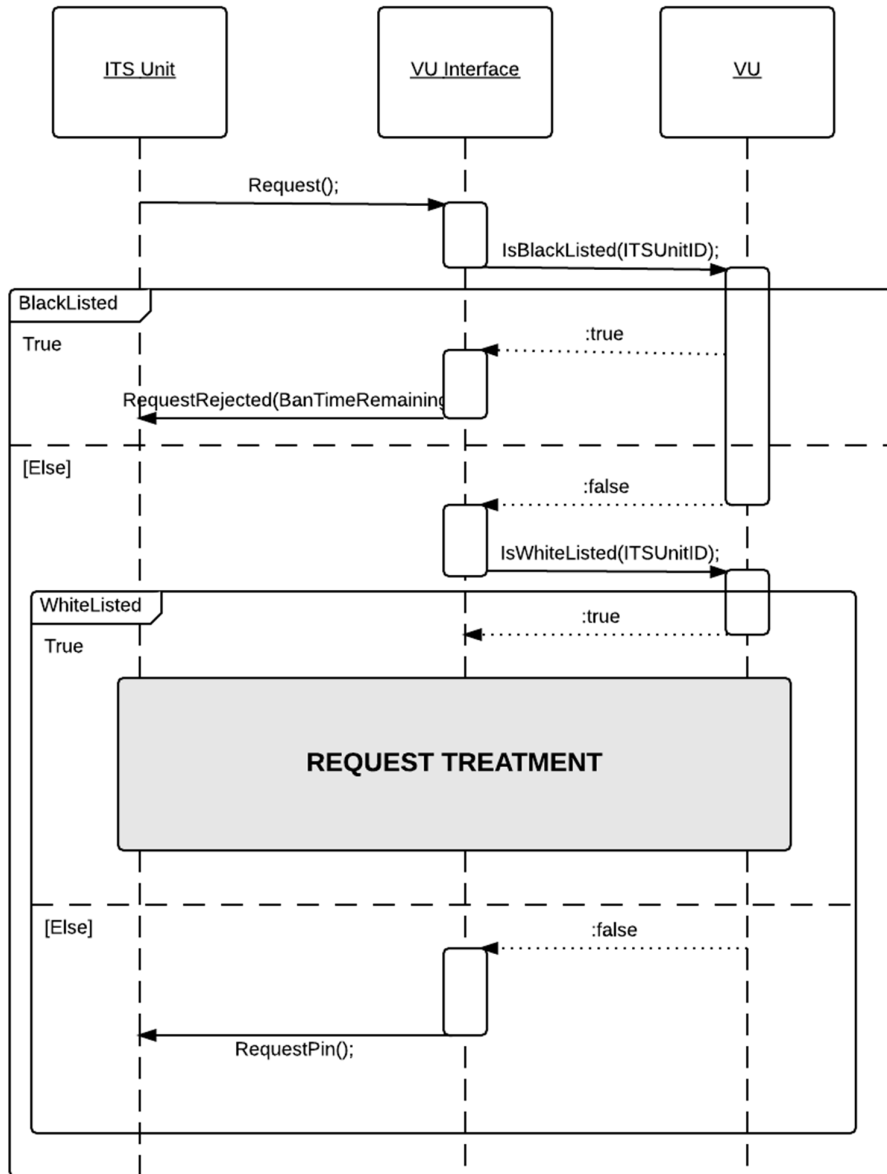 ITS Unit
VU Interface
VU
Request();
IsBlackListed(ITSUnitID);
BlackListed
True
:true
RequestRejected(BanTimeRemaining
[Else]
:false
IsWhiteListed(ITSUnitID);
WhiteListed
:true
True
REQUEST TREATMENT
[Else]
:false
RequestPin();